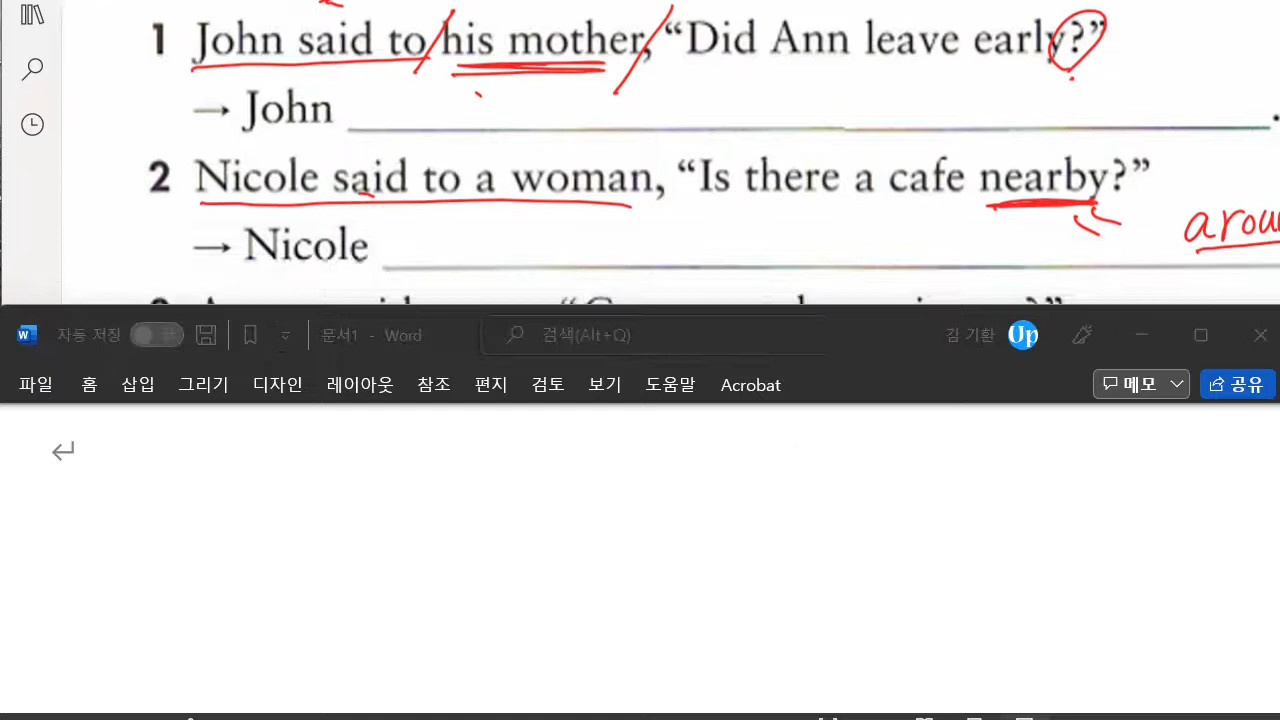 1 John said to his mother, “Did Ann leave early?”
→ John .
2 Nicole said to a woman, “Is there a cafe nearby?”
→ Nicole
자동 저장 문서1 - Word 검색(Alt+Q) 김 기환 Up
파일 홈 삽입 그리기 디자인 레이아웃 참조 편지 검토 보기 도움말 Acrobat 메모 공유